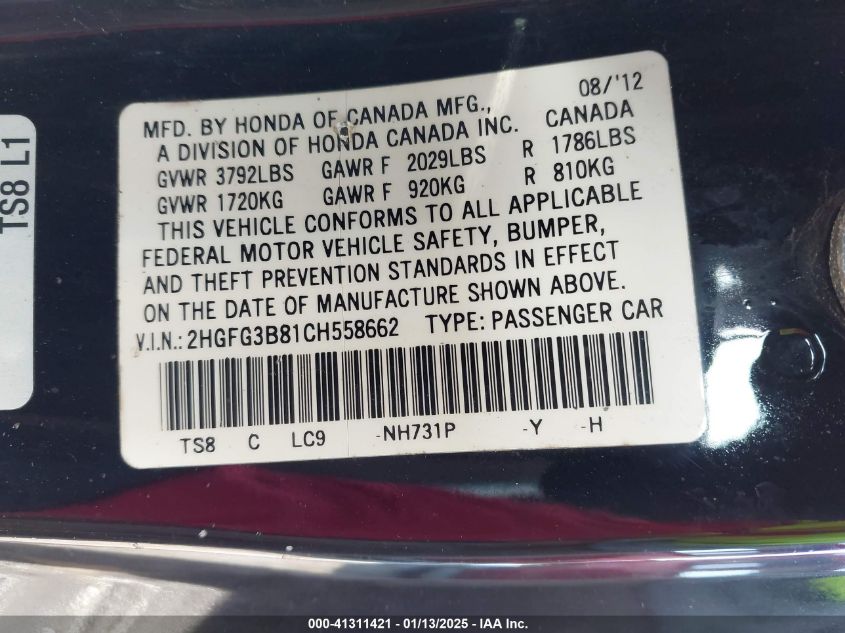 TS8 L1
08/'12
MFD. BY HONDA OF CANADA MFG., CANADA
A DIVISION OF HONDA CANADA INC.
GVWR 3792LBS GAWR F 2029LBS R 1786LBS
GVWR 1720KG GAWR F 920KG R 810KG
THIS VEHICLE CONFORMS TO ALL APPLICABLE
FEDERAL MOTOR VEHICLE SAFETY, BUMPER,
AND THEFT PREVENTION STANDARDS IN EFFECT
ON THE DATE OF MANUFACTURE SHOWN ABOVE.
V.I.N.: 2HGFG3B81CH558662 TYPE: PASSENGER CAR
TS8 C LC9 -NH731P -Y -H
000-41311421 - 01/13/2025 - IAA Inc.